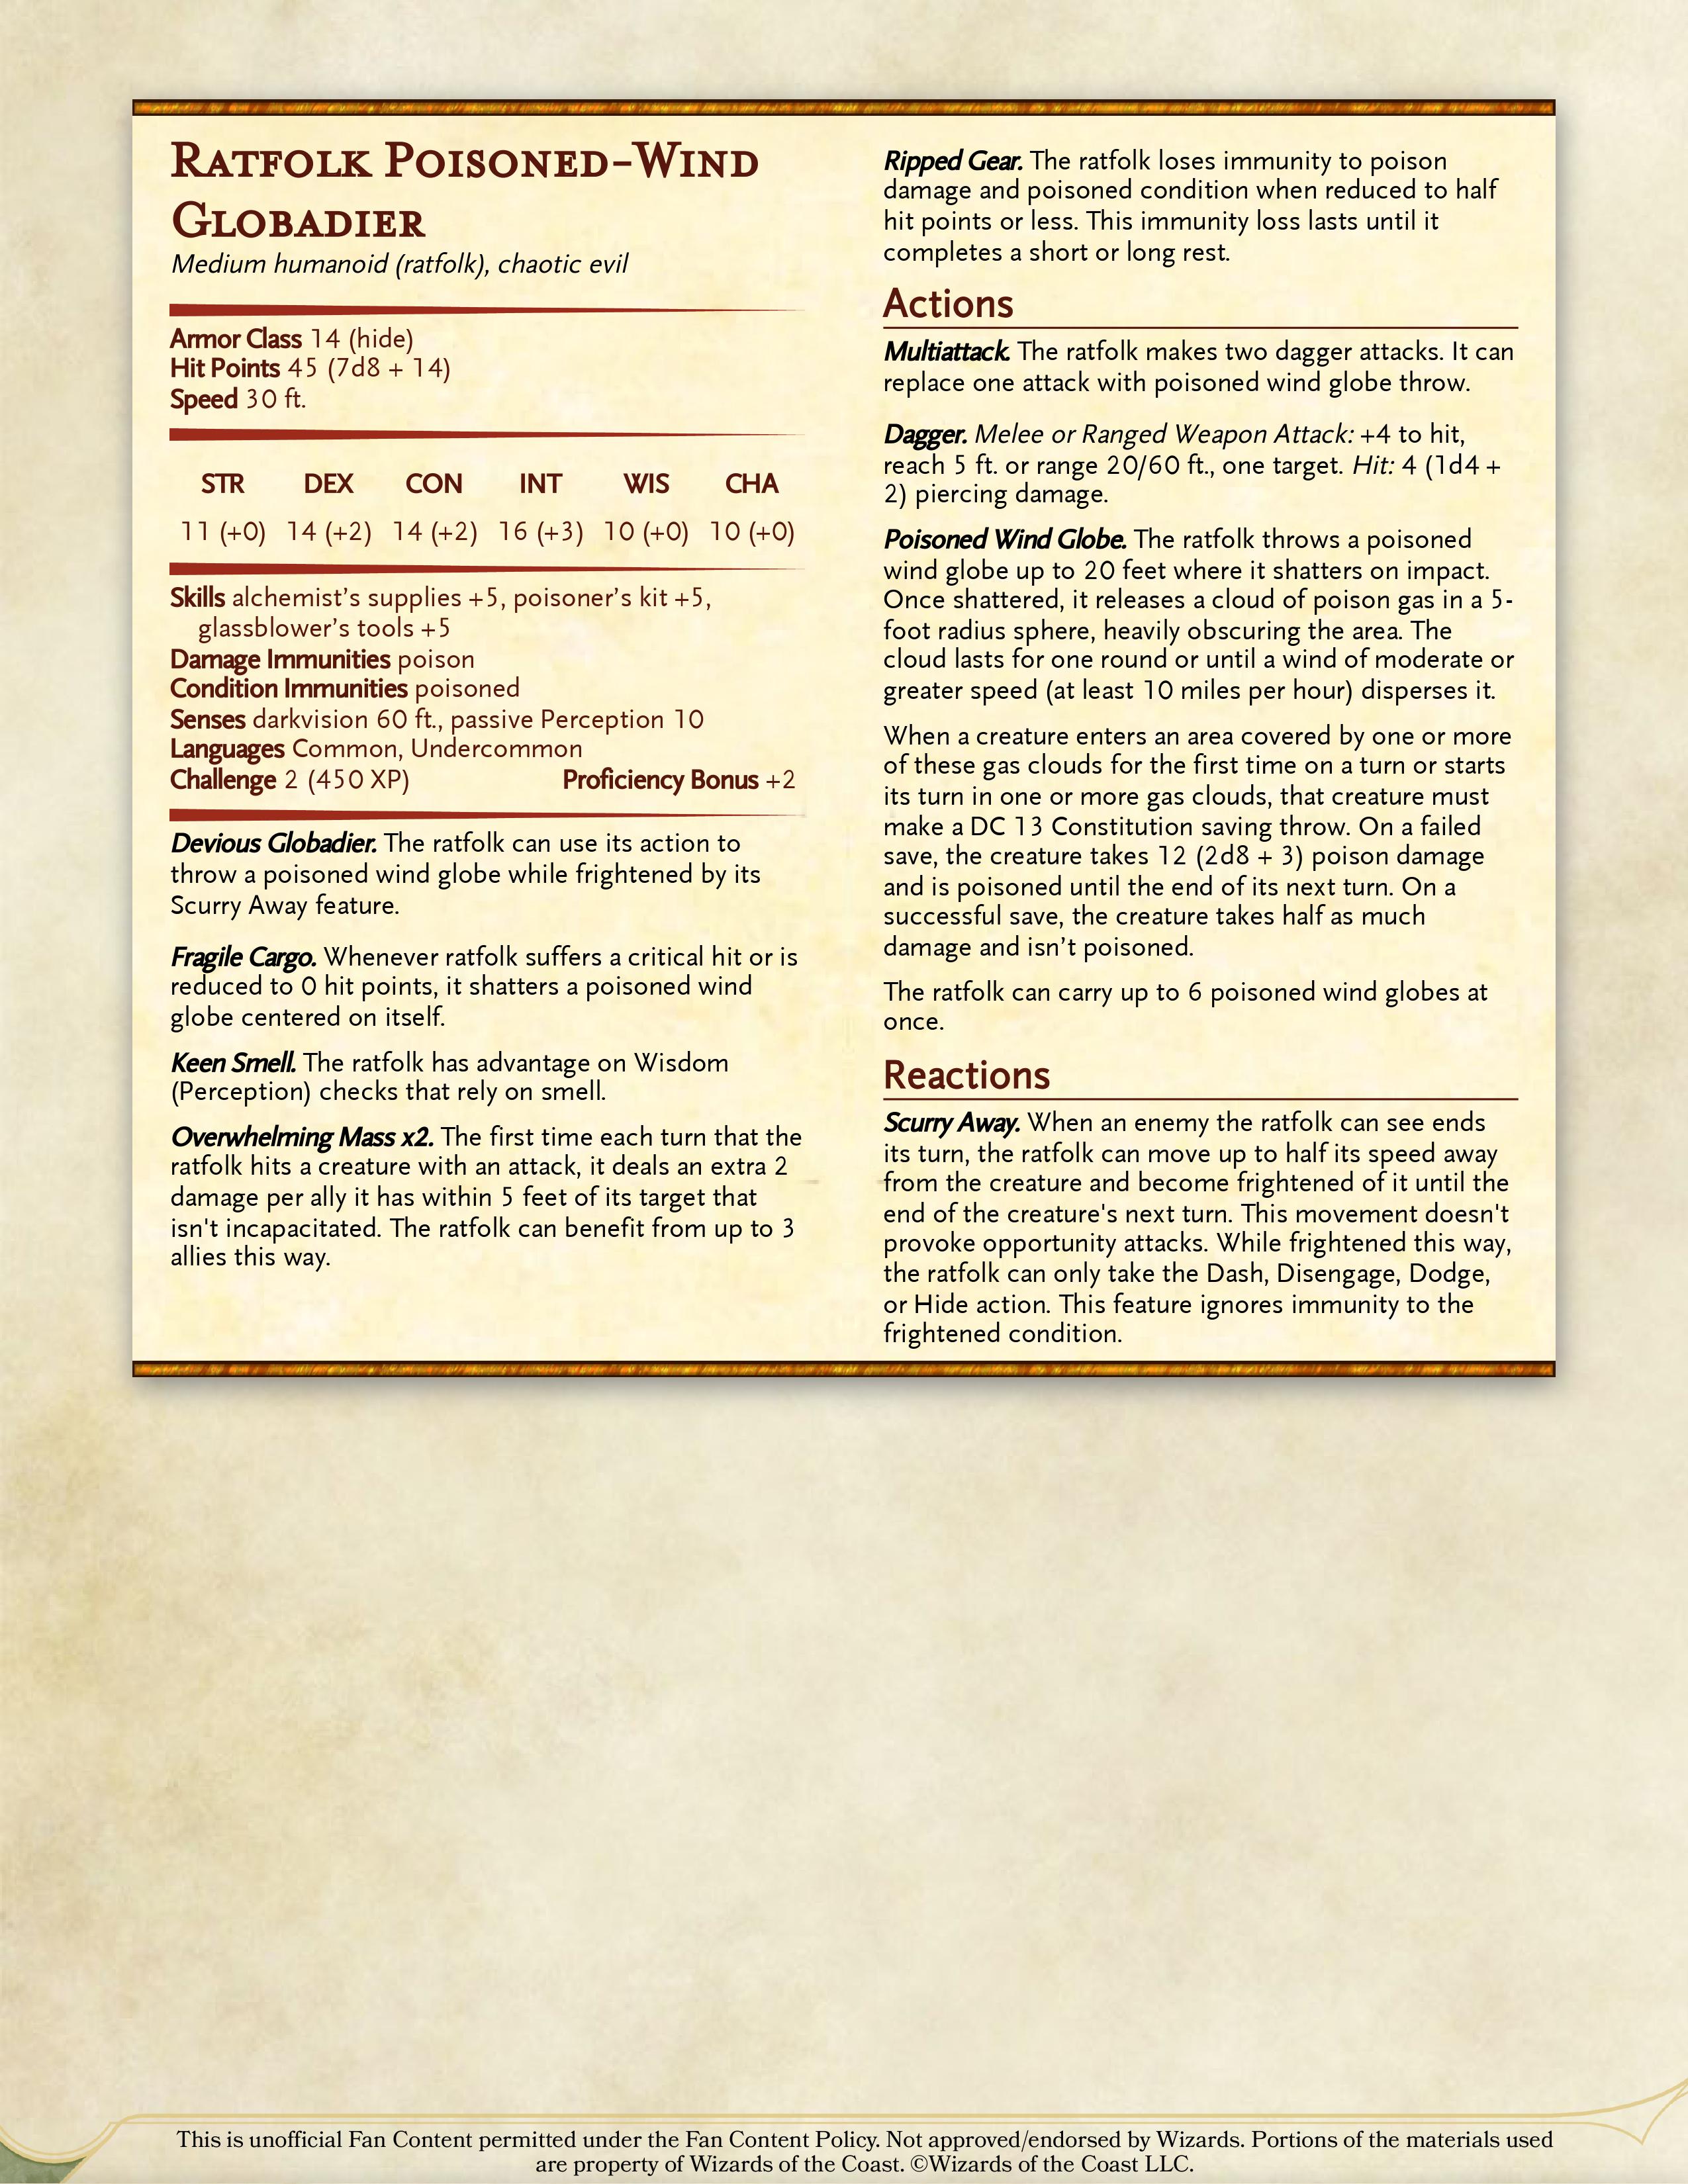 Ratfolk Poisoned-Wind
Globadier
Medium humanoid (ratfolk), chaotic evil
Armor Class 14 (hide)
Hit Points 45 (7d8 + 14)
Speed 30 ft.
STR DEX CON INT WIS CHA
11 (+0) 14 (+2) 14 (+2) 16 (+3) 10 (+0) 10 (+0)
Skills alchemist’s supplies +5, poisoner’s kit +5,
glassblower’s tools +5
Damage Immunities poison
Condition Immunities poisoned
Senses darkvision 60 ft., passive Perception 10
Languages Common, Undercommon
Challenge 2 (450 XP) Proficiency Bonus +2
Devious Globadier. The ratfolk can use its action to
throw a poisoned wind globe while frightened by its
Scurry Away feature.
Fragile Cargo. Whenever ratfolk suffers a critical hit or is
reduced to 0 hit points, it shatters a poisoned wind
globe centered on itself.
Keen Smell. The ratfolk has advantage on Wisdom
(Perception) checks that rely on smell.
Overwhelming Mass x2. The first time each turn that the
ratfolk hits a creature with an attack, it deals an extra 2
damage per ally it has within 5 feet of its target that
isn't incapacitated. The ratfolk can benefit from up to 3
allies this way.
Ripped Gear. The ratfolk loses immunity to poison
damage and poisoned condition when reduced to half
hit points or less. This immunity loss lasts until it
completes a short or long rest.
Actions
Multiattack. The ratfolk makes two dagger attacks. It can
replace one attack with poisoned wind globe throw.
Dagger. Melee or Ranged Weapon Attack: +4 to hit,
reach 5 ft. or range 20/60 ft., one target. Hit: 4 (1d4 +
2) piercing damage.
Poisoned Wind Globe. The ratfolk throws a poisoned
wind globe up to 20 feet where it shatters on impact.
Once shattered, it releases a cloud of poison gas in a 5-
foot radius sphere, heavily obscuring the area. The
cloud lasts for one round or until a wind of moderate or
greater speed (at least 10 miles per hour) disperses it.
When a creature enters an area covered by one or more
of these gas clouds for the first time on a turn or starts
its turn in one or more gas clouds, that creature must
make a DC 13 Constitution saving throw. On a failed
save, the creature takes 12 (2d8 + 3) poison damage
and is poisoned until the end of its next turn. On a
successful save, the creature takes half as much
damage and isn’t poisoned.
The ratfolk can carry up to 6 poisoned wind globes at
once.
Reactions
Scurry Away. When an enemy the ratfolk can see ends
its turn, the ratfolk can move up to half its speed away
from the creature and become frightened of it until the
end of the creature's next turn. This movement doesn't
provoke opportunity attacks. While frightened this way,
the ratfolk can only take the Dash, Disengage, Dodge,
or Hide action. This feature ignores immunity to the
frightened condition.
This is unofficial Fan Content permitted under the Fan Content Policy. Not approved/endorsed by Wizards. Portions of the materials used
are property of Wizards of the Coast. ©Wizards of the Coast LLC.